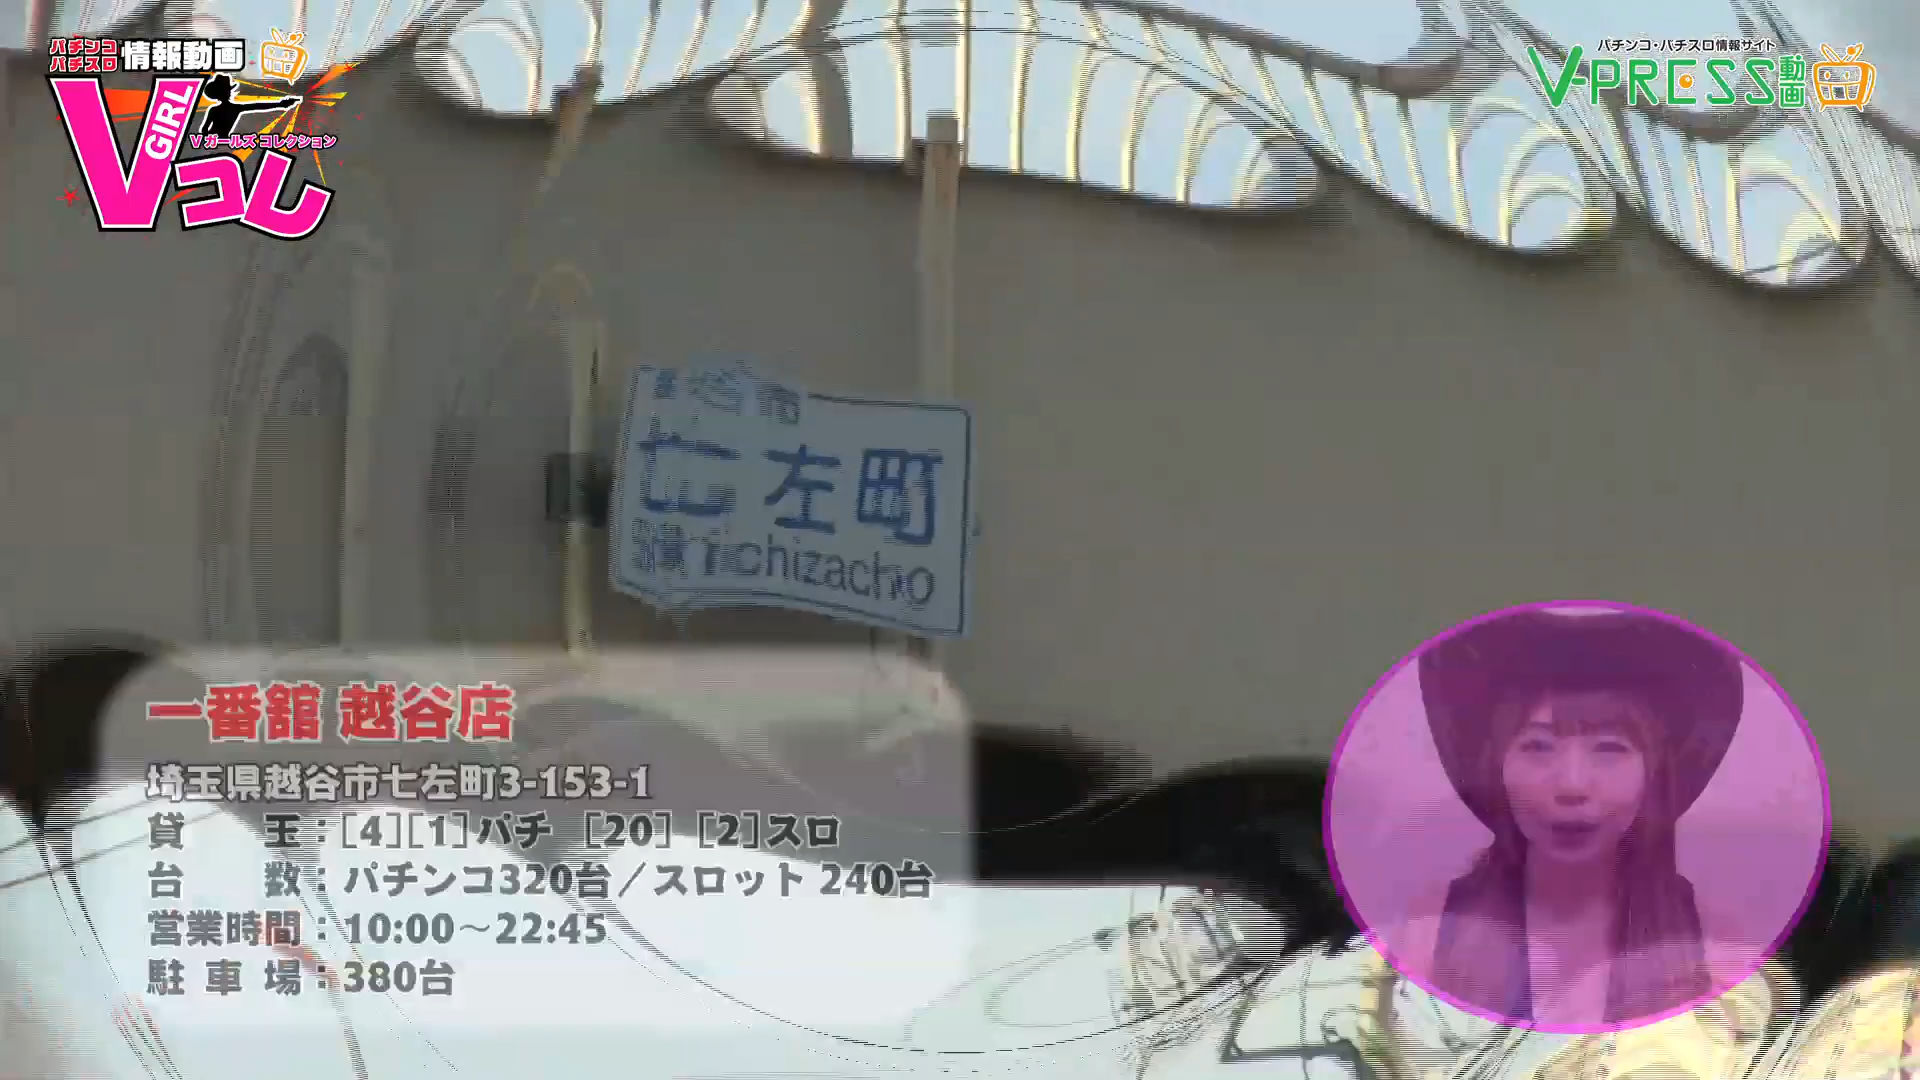 パチンコ
パチスロ 情報動画
V GIRL
Vガールズ コレクション
コレ
パチンコ・パチスロ情報サイト
V-PRESS動画
七左町
chizacho
一番舘 越谷店
埼玉県越谷市七左町3-153-1
貸 玉：[4][1]パチ [20] [2]スロ
台 数：パチンコ320台／スロット 240台
営業時間：10:00～22:45
駐 車 場：380台